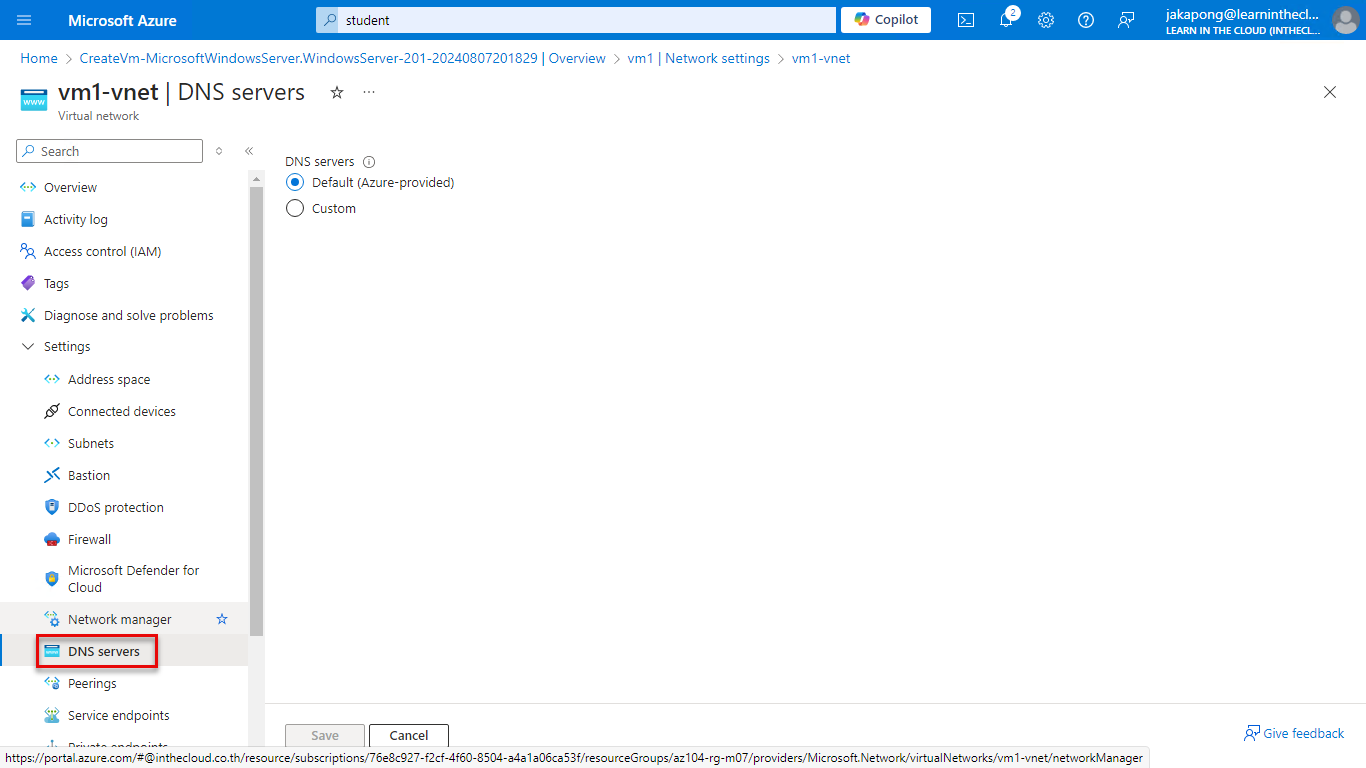 Microsoft Azure
student
Copilot
2
jakapong@learninthecl...
LEARN IN THE CLOUD (INTHECL...
Home > CreateVm-MicrosoftWindowsServer.WindowsServer-201-20240807201829 | Overview > vm1 | Network settings > vm1-vnet
www
vm1-vnet | DNS servers
Virtual network
Search
Overview
Activity log
Access control (IAM)
Tags
Diagnose and solve problems
Settings
Address space
Connected devices
Subnets
Bastion
DDoS protection
Firewall
Microsoft Defender for
Cloud
Network manager
DNS servers
Peerings
Service endpoints
Private endpoints
DNS servers
Default (Azure-provided)
Custom
Save
Cancel
Give feedback
https://portal.azure.com/#@inthecloud.co.th/resource/subscriptions/76e8c927-f2cf-4f60-8504-a4a1a06ca53f/resourceGroups/az104-rg-m07/providers/Microsoft.Network/virtualNetworks/vm1-vnet/networkManager